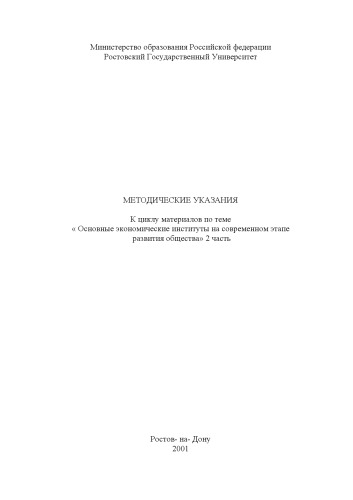 Министерство образования Российской федерации
Ростовский Государственный Университет
МЕТОДИЧЕСКИЕ УКАЗАНИЯ
К циклу материалов по теме
« Основные экономические институты на современном этапе
развития общества» 2 часть
Ростов- на- Дону
2001